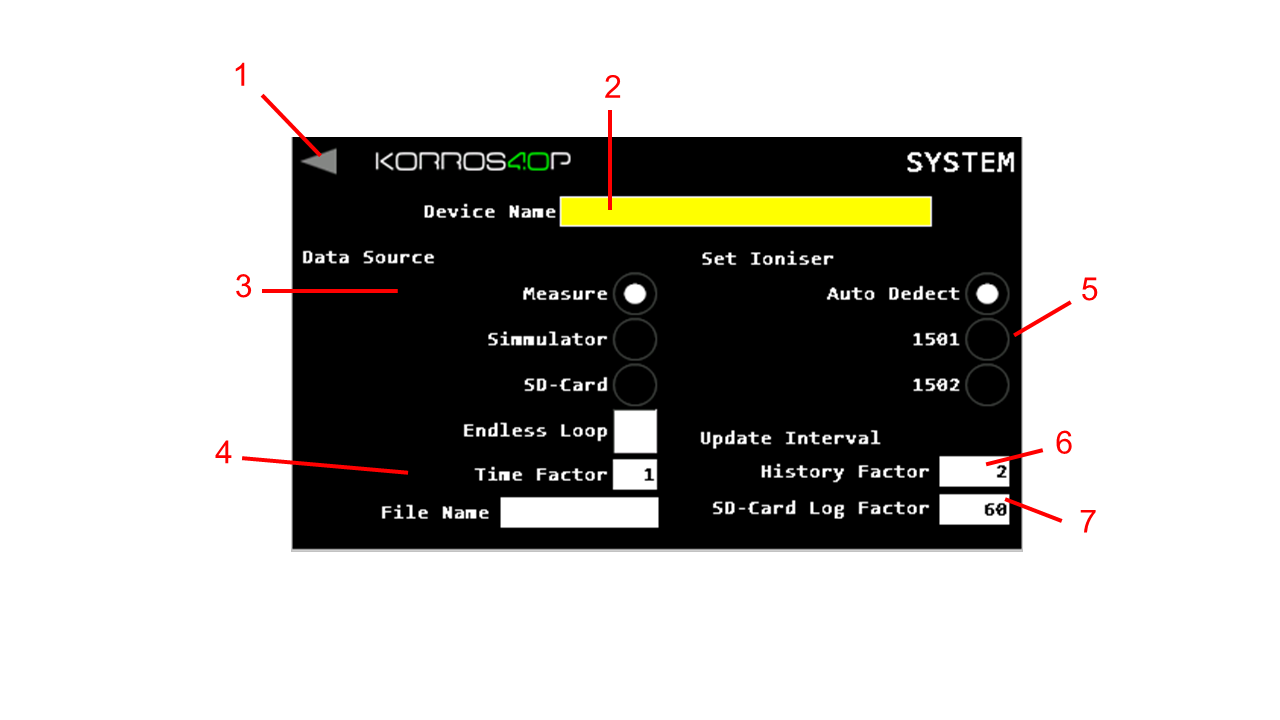 1
2
KORROS4.0P
SYSTEM
Device Name
Data Source
Set Ioniser
3
Measure
Auto Dedect
5
Simmulator
1501
SD-Card
1502
Endless Loop
Update Interval
4
Time Factor 1
History Factor 2
6
File Name
SD-Card Log Factor 60
7